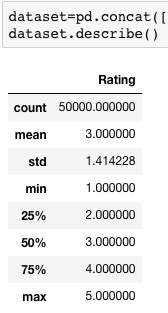 dataset=pd.concat([
dataset.describe()
Rating
count 50000.000000
mean 3.000000
std 1.414228
min 1.000000
25% 2.000000
50% 3.000000
75% 4.000000
max 5.000000